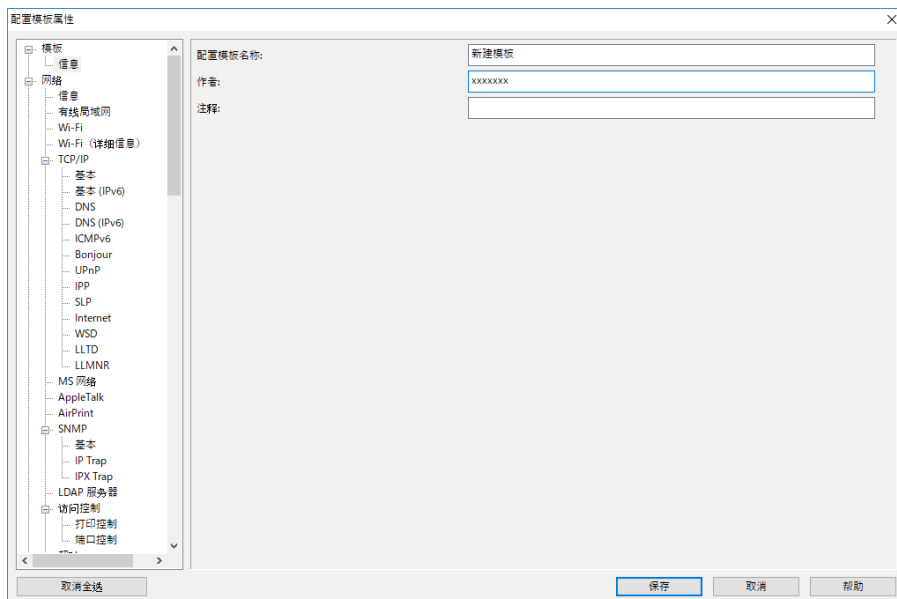 配置模板属性
模板
信息
网络
信息
有线局域网
Wi-Fi
Wi-Fi（详细信息）
TCP/IP
基本
基本 (IPv6)
DNS
DNS (IPv6)
ICMPv6
Bonjour
UPnP
IPP
SLP
Internet
WSD
LLTD
LLMNR
MS 网络
AppleTalk
AirPrint
SNMP
基本
IP Trap
IPX Trap
LDAP 服务器
访问控制
打印控制
端口控制
配置模板名称:
新建模板
作者:
xxxxxxx
注释:
取消全选
保存
取消
帮助